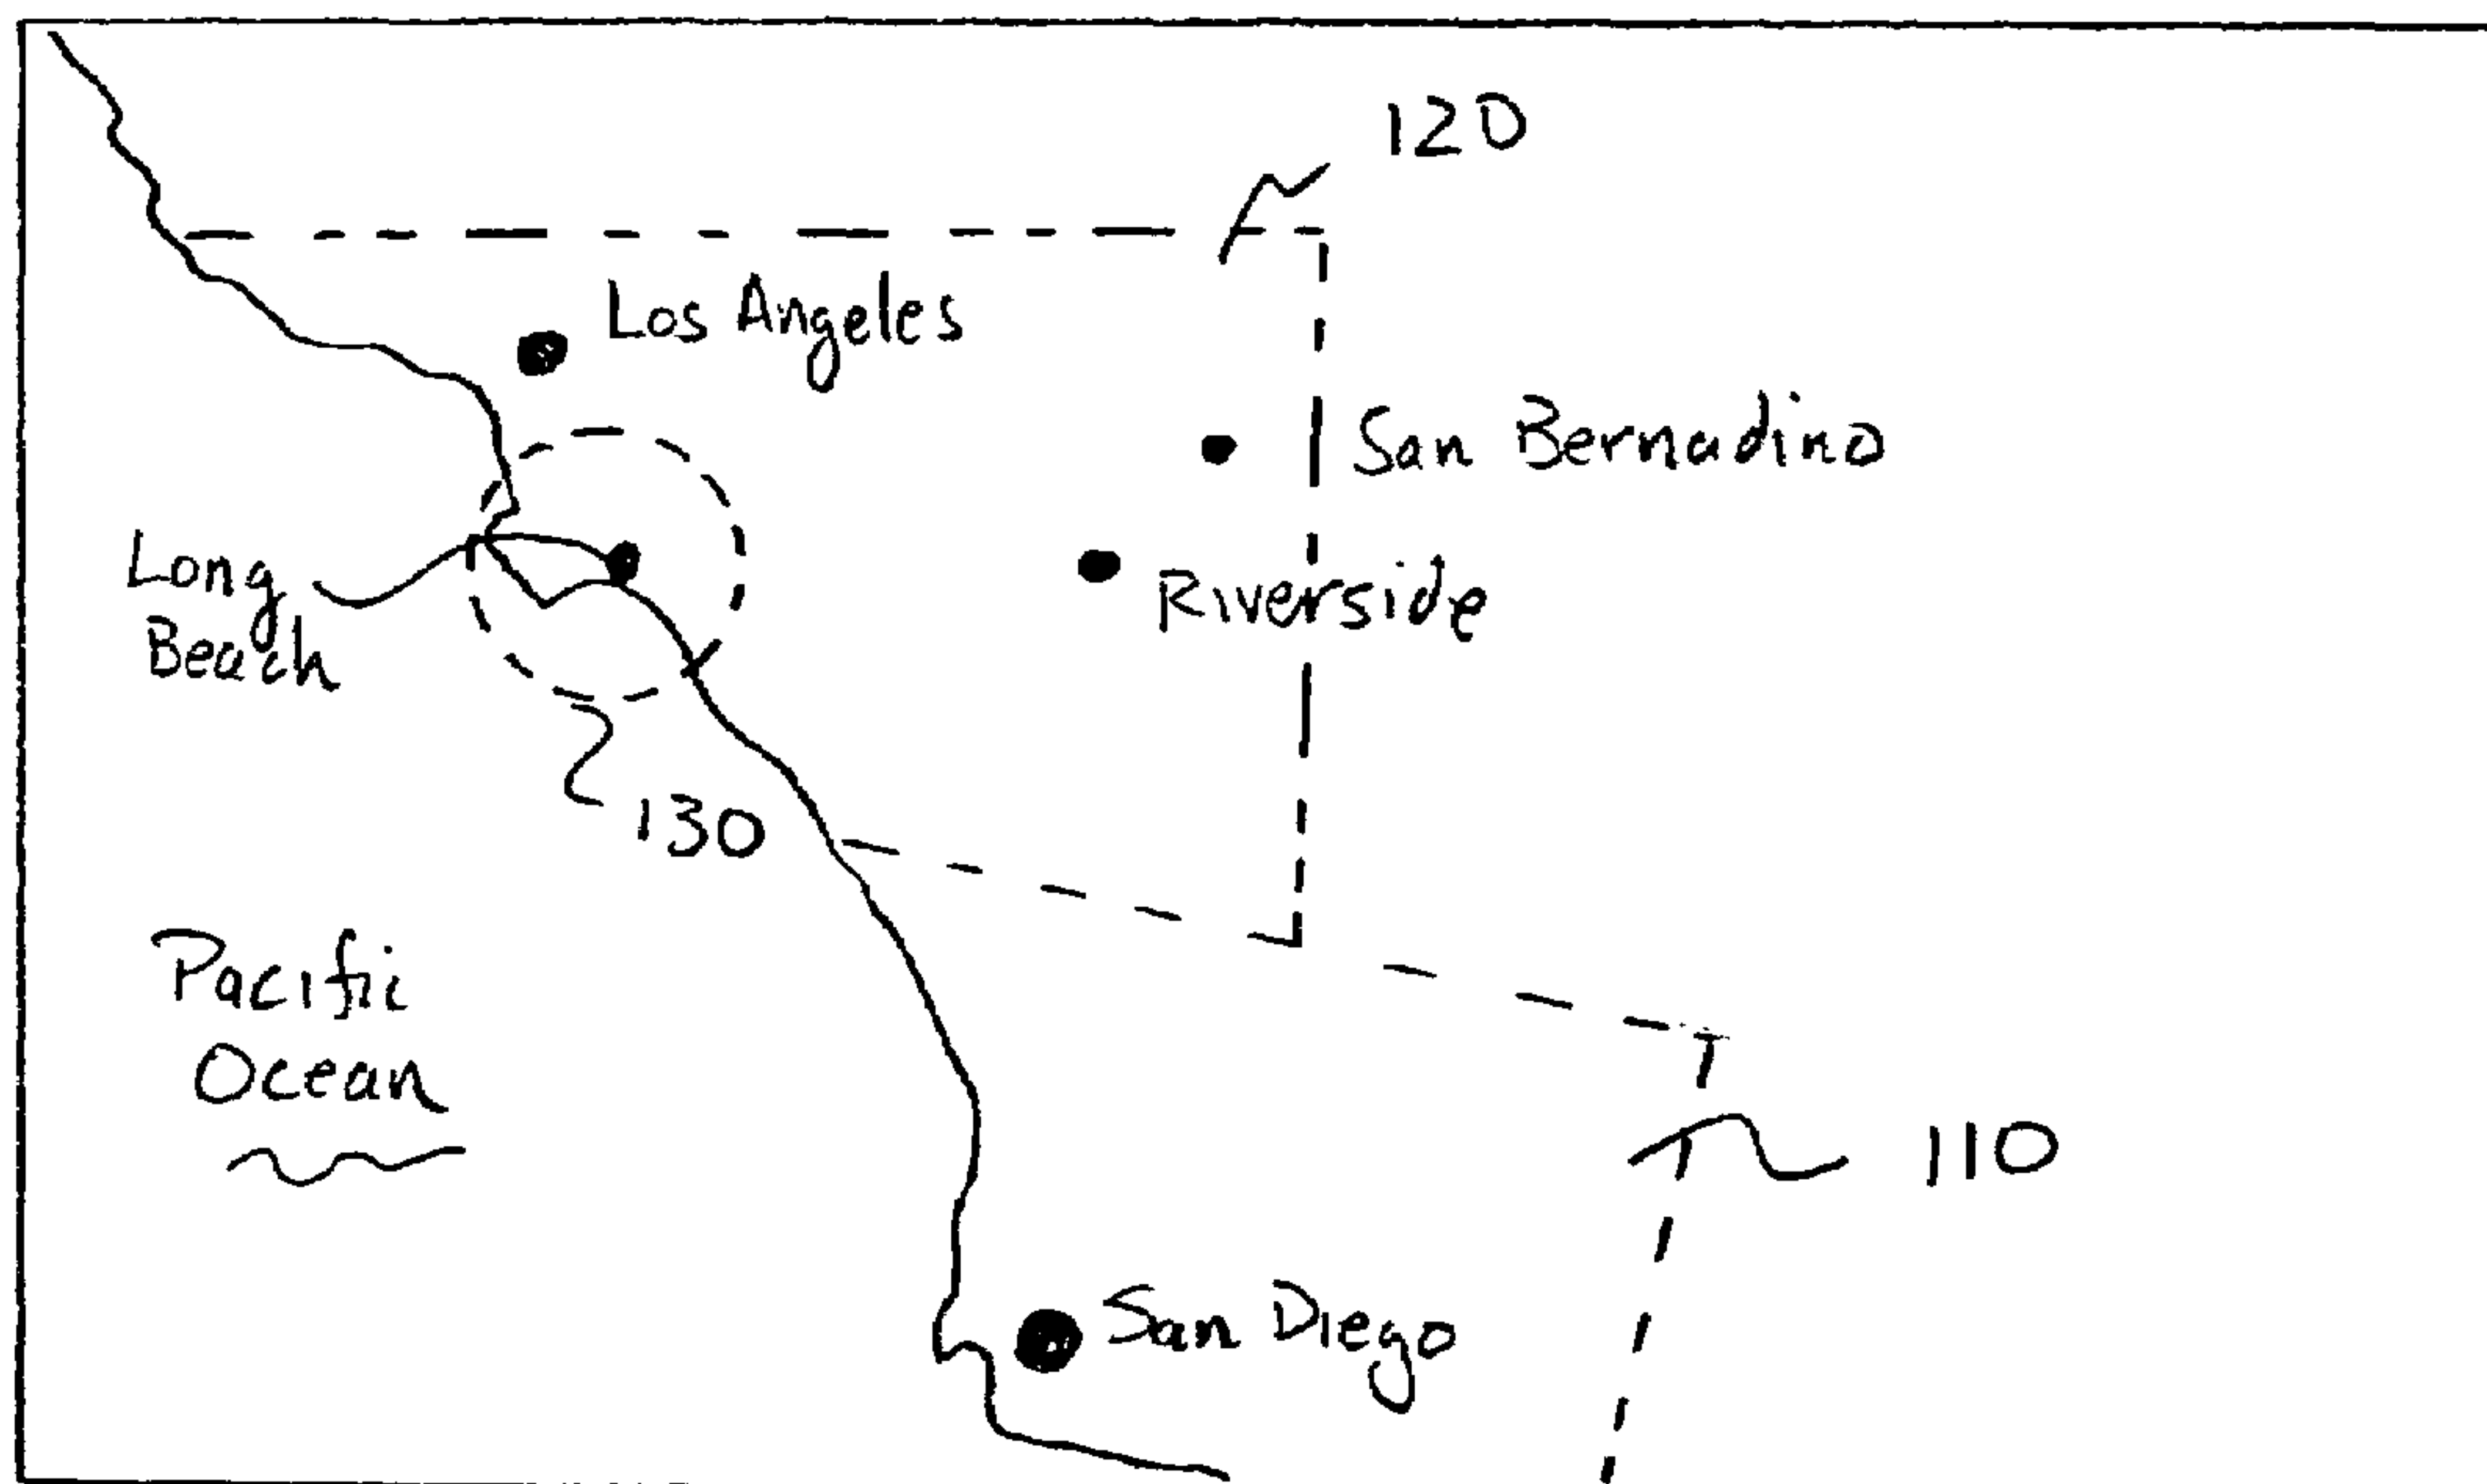 120
Los Angeles
San Bernadino
Long
Beach
Riverside
130
Pacific
Ocean
110
San Diego